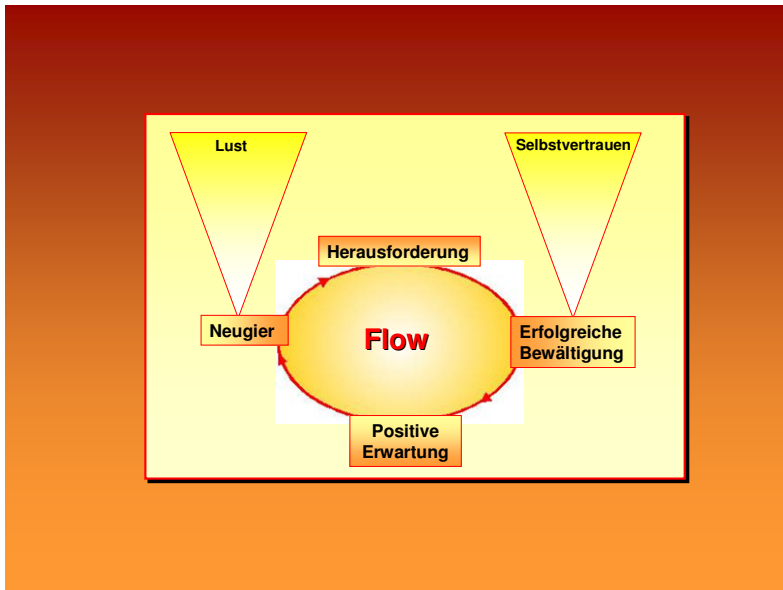 Lust
Selbstvertrauen
Herausforderung
Neugier
Flow
Erfolgreiche
Bewältigung
Positive
Erwartung